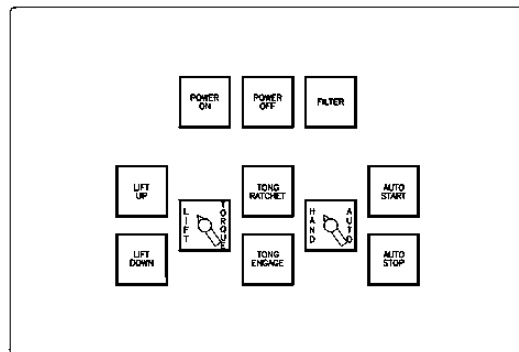 POWER
ON
POWER
OFF
FILTER
LIFT
UP
TONG
RATCHET
AUTO
START
LIFT
TORQUE
HAND
AUTO
LIFT
DOWN
TONG
ENGAGE
AUTO
STOP